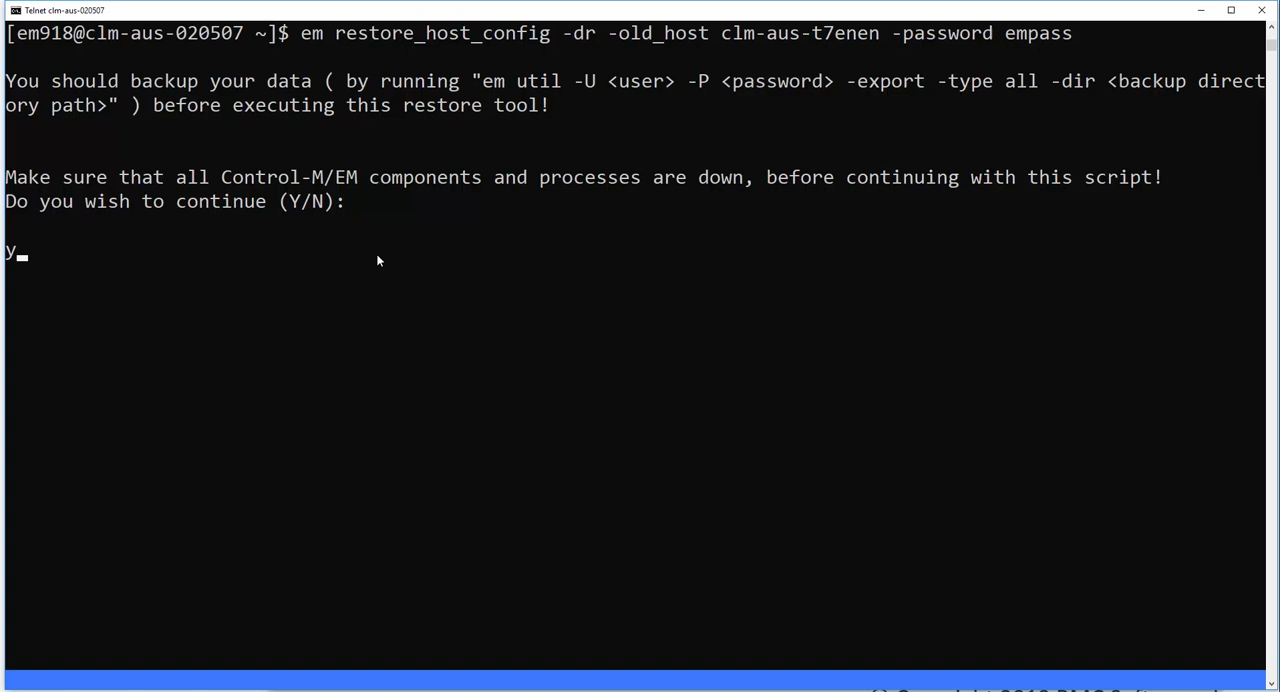 Telnet clm-aus-020507
[em918@clm-aus-020507 ~]$ em restore_host_config -dr -old_host clm-aus-t7enen -password empass
You should backup your data ( by running "em util -U <user> -P <password> -export -type all -dir <backup direct
ory path>" ) before executing this restore tool!
Make sure that all Control-M/EM components and processes are down, before continuing with this script!
Do you wish to continue (Y/N):
y